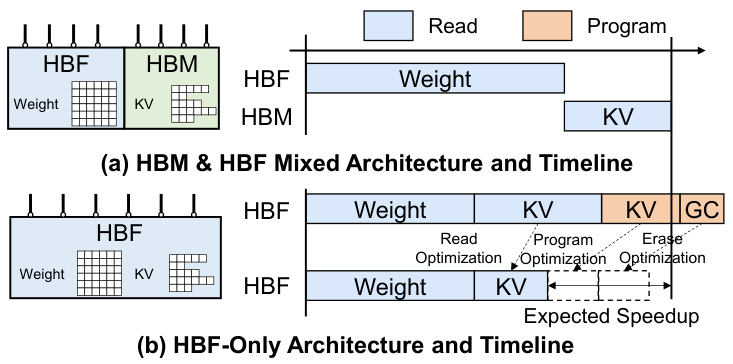 Read
Program
HBF
HBM
Weight
KV
HBF
Weight
HBM
KV
(a) HBM & HBF Mixed Architecture and Timeline
HBF
Weight
KV
HBF
Weight
KV
KV
GC
Read
Optimization
Program
Optimization
Erase
Optimization
HBF
Weight
KV
Expected Speedup
(b) HBF-Only Architecture and Timeline